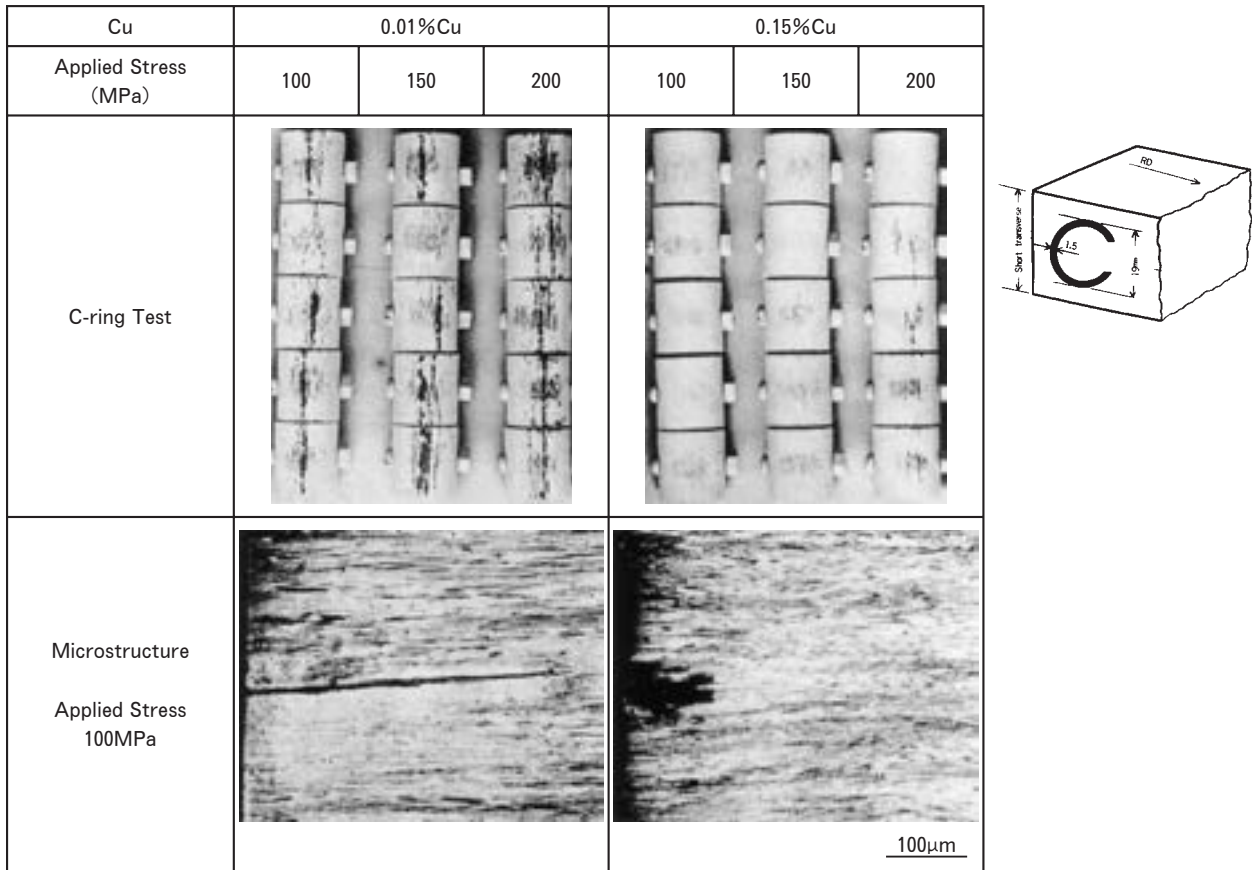 Cu
0.01%Cu
0.15%Cu
Applied Stress
(MPa)
100
150
200
100
150
200
C-ring Test
Microstructure
Applied Stress
100MPa
100μm
RD
Short transverse
1.5
19mm